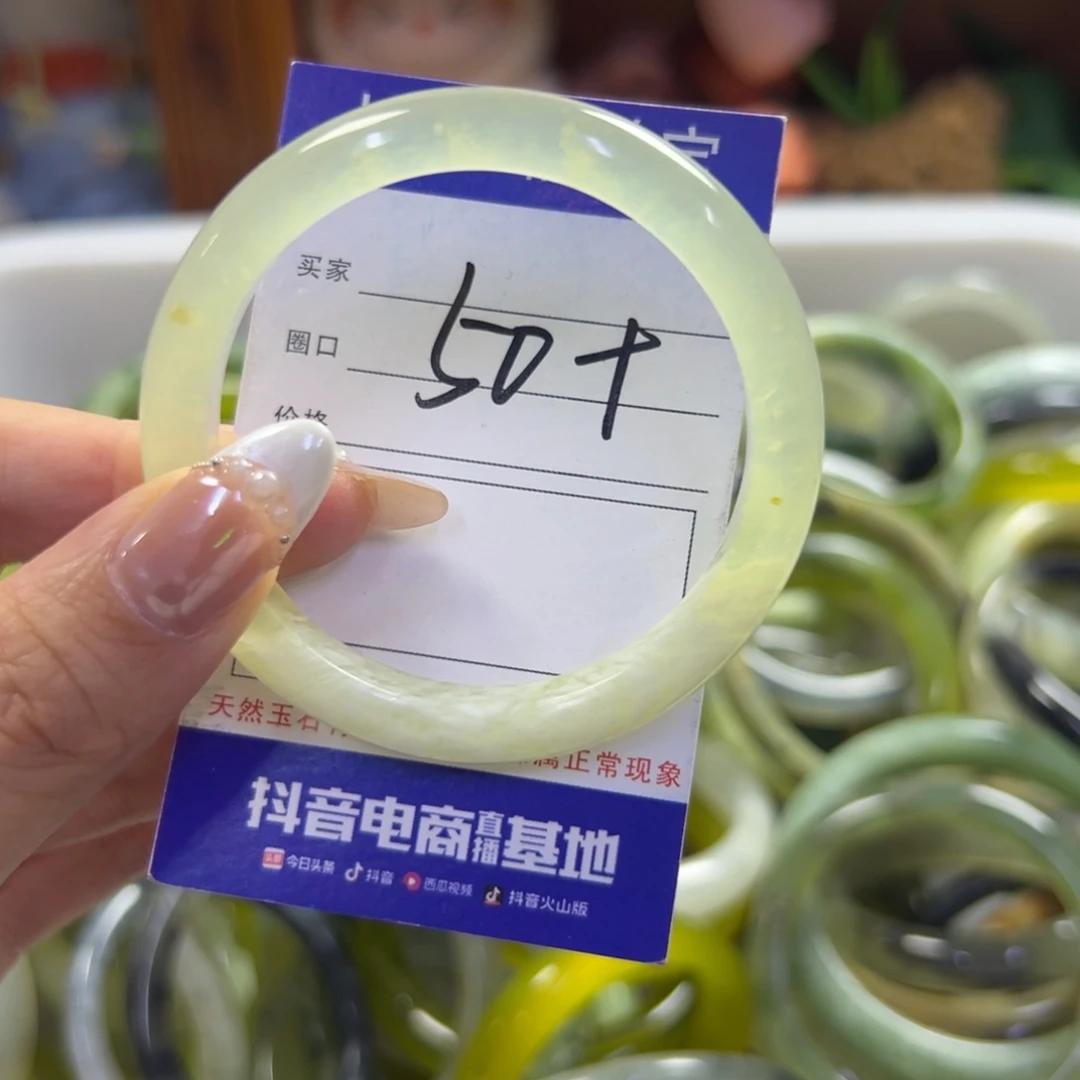 买家
圈口
50+
价格
天然玉石
属正常现象
抖音电商直播基地
今日头条 抖音 西瓜视频 抖音火山版